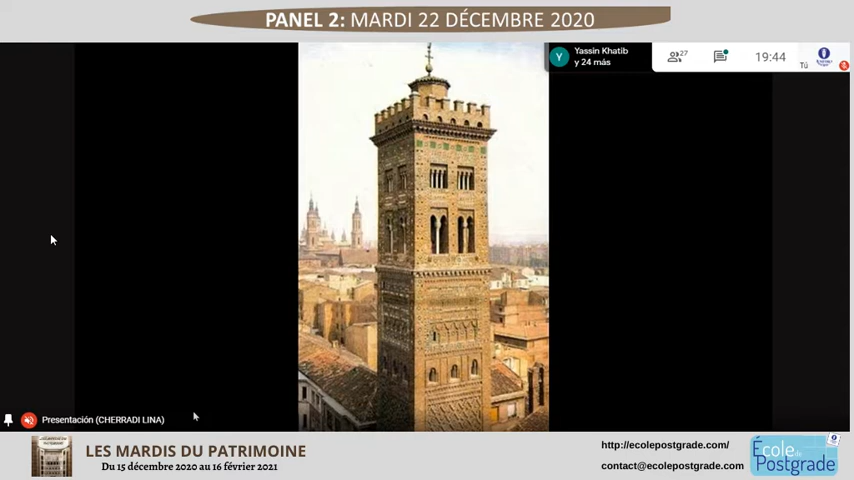 PANEL 2: MARDI 22 DÉCEMBRE 2020
Yassin Khatib
y 24 más
Y
27
19:44
Tú
Presentación (CHERRADI LINA)
LES MARDIS DU PATRIMOINE
Du 15 décembre 2020 au 16 février 2021
http://ecolepostgrade.com/
contact@ecolepostgrade.com
École de
Postgrade